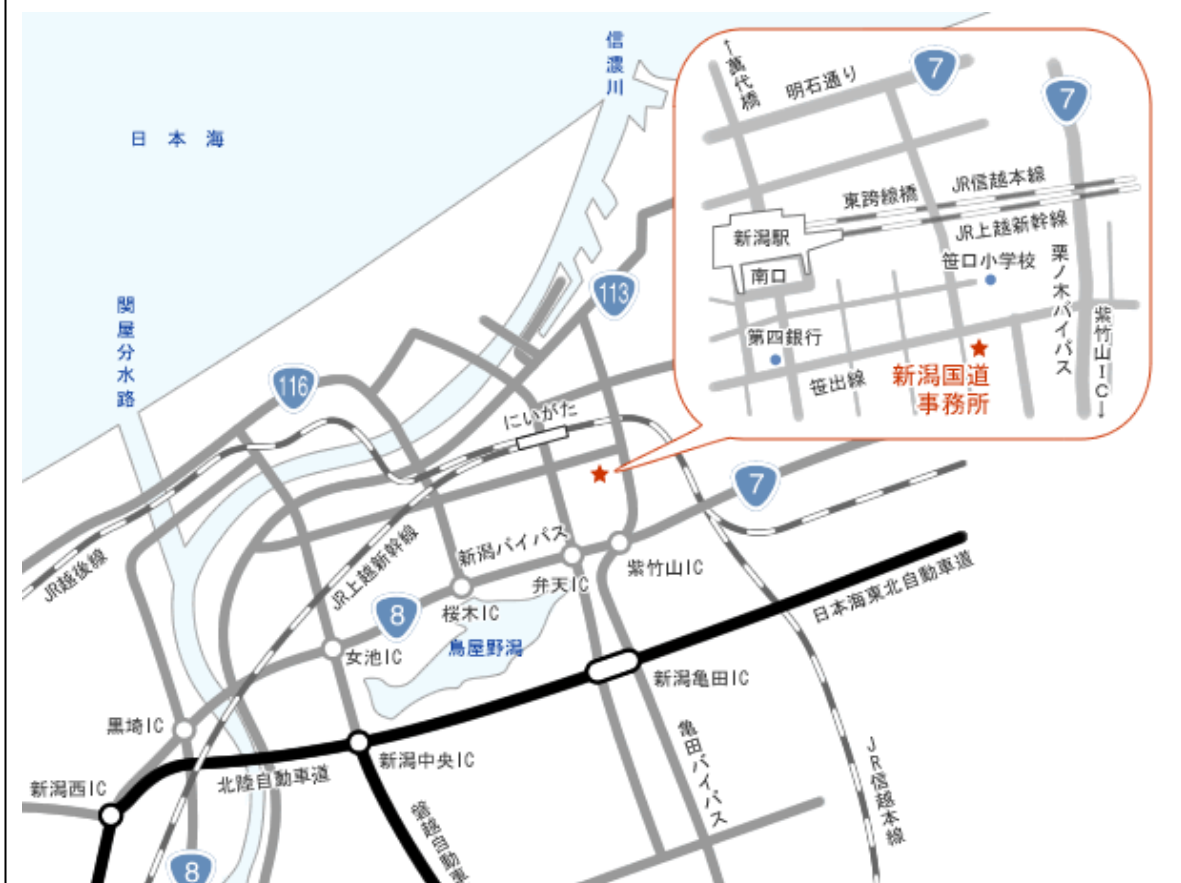 信濃川
日本海
関屋分水路
116
113
にいがた
7
JR越後線
JR上越新幹線
新潟バイパス
紫竹山IC
弁天IC
桜木IC
8
鳥屋野潟
女池IC
日本海東北自動車道
新潟亀田IC
黒埼IC
新潟中央IC
亀田バイパス
JR信越本線
新潟西IC
北陸自動車道
磐越自動車
8
↑萬代橋
明石通り
7
7
東跨線橋
JR信越本線
JR上越新幹線
新潟駅
南口
笹口小学校
栗ノ木バイパス
紫竹山IC↓
第四銀行
笹出線
新潟国道
事務所